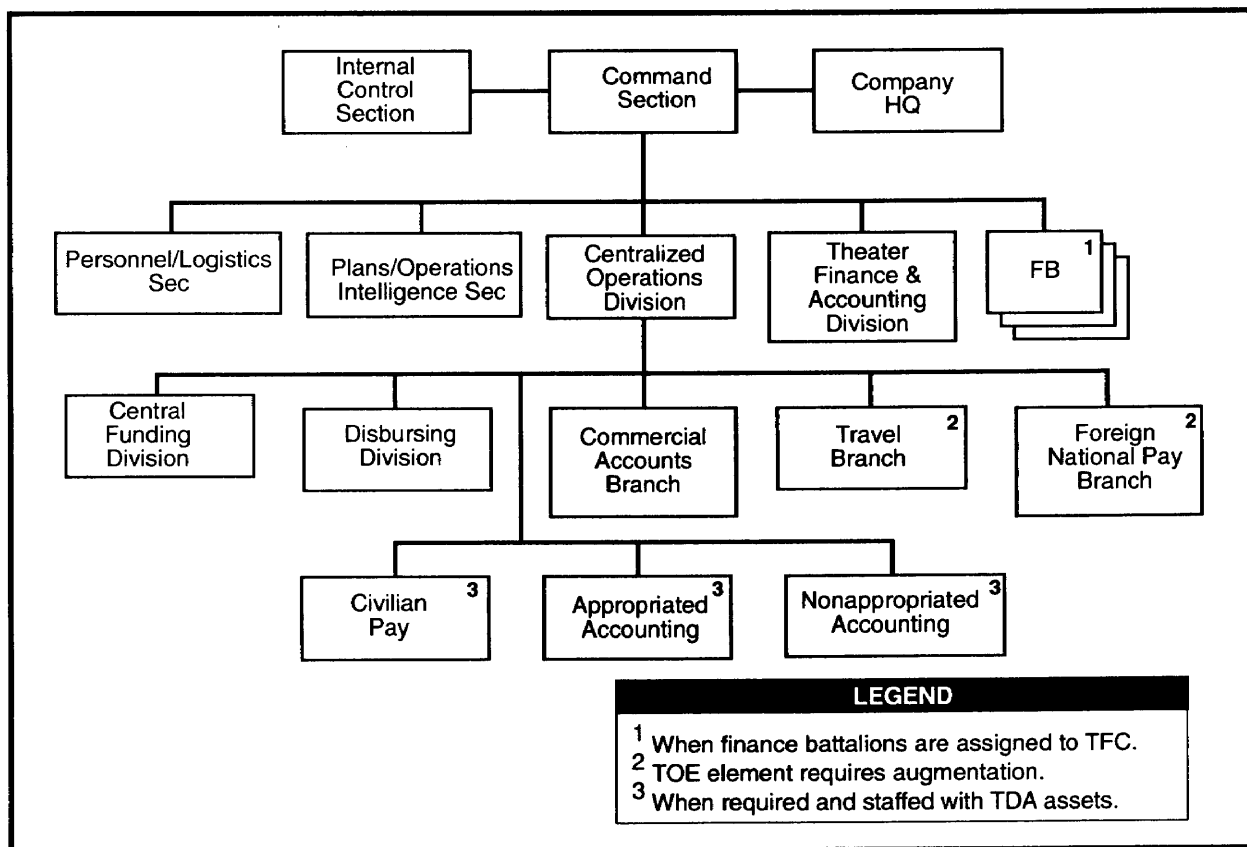 Internal
Control
Section
Command
Section
Company
HQ
Personnel/Logistics
Sec
Plans/Operations
Intelligence Sec
Centralized
Operations
Division
Theater
Finance &
Accounting
Division
1
FB
Central
Funding
Division
Disbursing
Division
Commercial
Accounts
Branch
Travel 2
Branch
2
Foreign
National Pay
Branch
3
Civilian
Pay
3
Appropriated
Accounting
3
Nonappropriated
Accounting
LEGEND
1 When finance battalions are assigned to TFC.
2 TOE element requires augmentation.
3 When required and staffed with TDA assets.